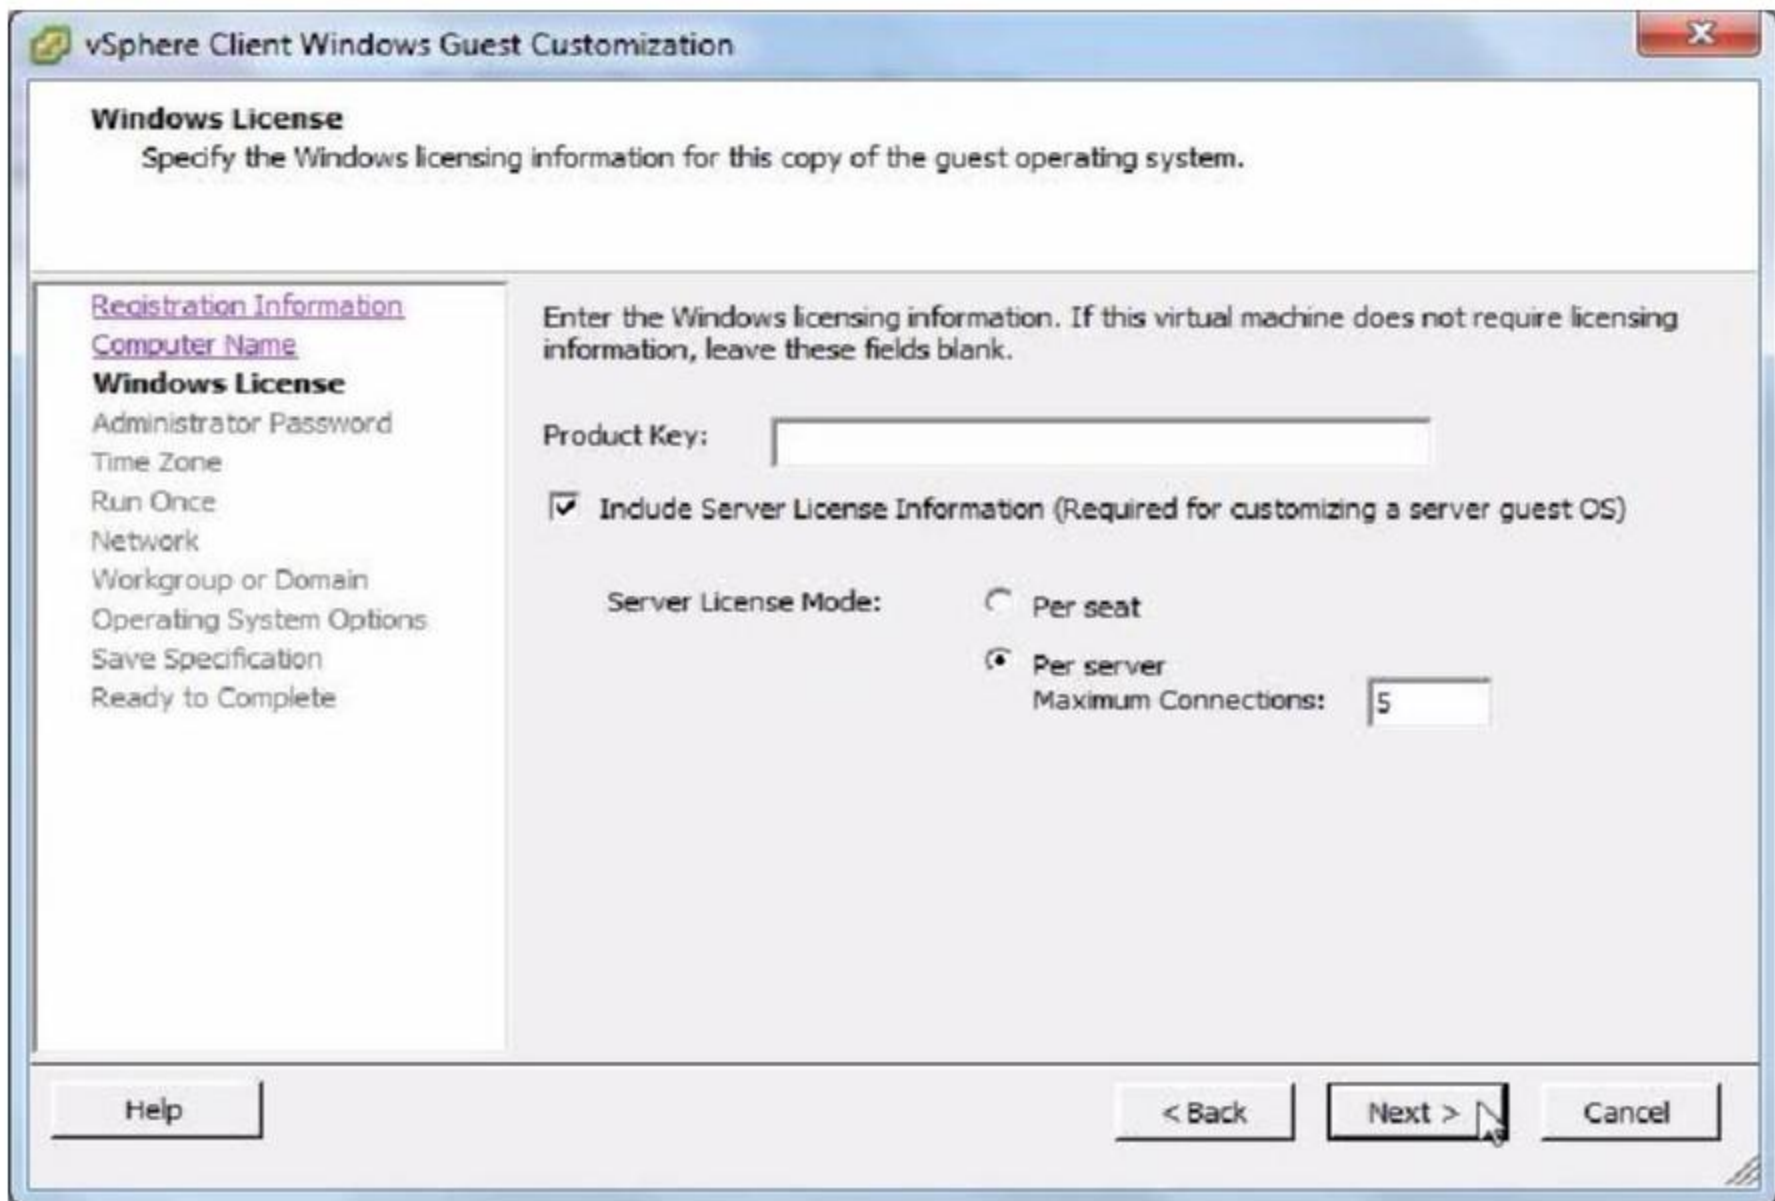 vSphere Client Windows Guest Customization
Windows License
Specify the Windows licensing information for this copy of the guest operating system.
Registration Information
Computer Name
Windows License
Administrator Password
Time Zone
Run Once
Network
Workgroup or Domain
Operating System Options
Save Specification
Ready to Complete
Enter the Windows licensing information. If this virtual machine does not require licensing
information, leave these fields blank.
Product Key:
Include Server License Information (Required for customizing a server guest OS)
Server License Mode:
Per seat
Per server
Maximum Connections: 5
Help
< Back
Next >
Cancel